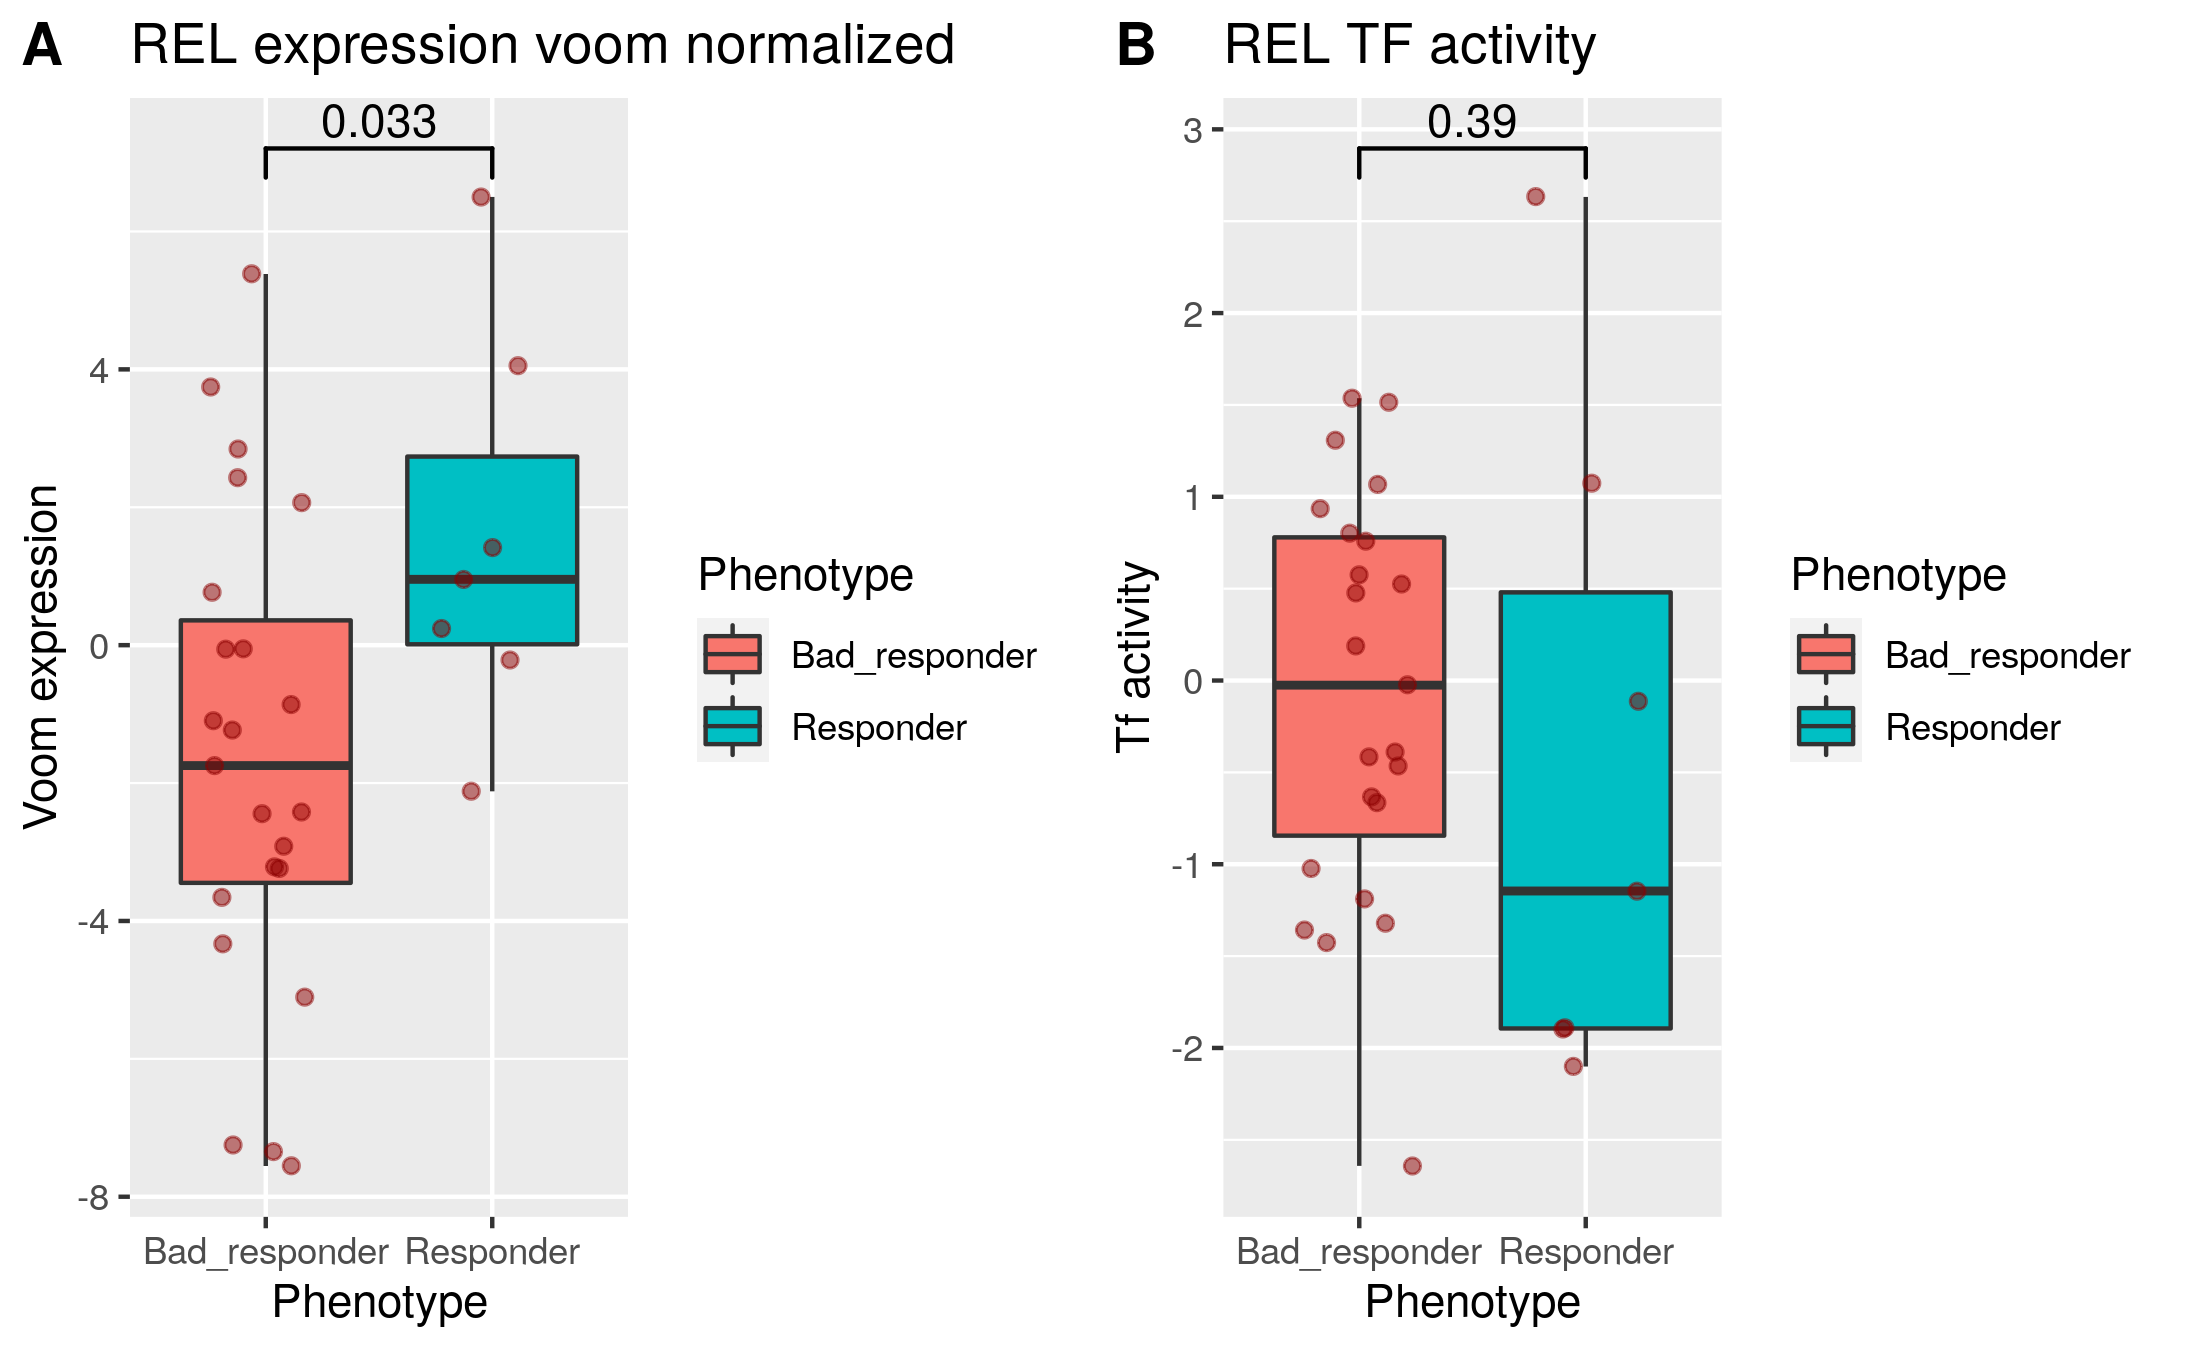 A
REL expression voom normalized
0.033
4
0
-4
-8
Voom expression
Bad_responder
Responder
Phenotype
Phenotype
Bad_responder
Responder
B
REL TF activity
0.39
3
2
1
0
-1
-2
Tf activity
Bad_responder
Responder
Phenotype
Phenotype
Bad_responder
Responder